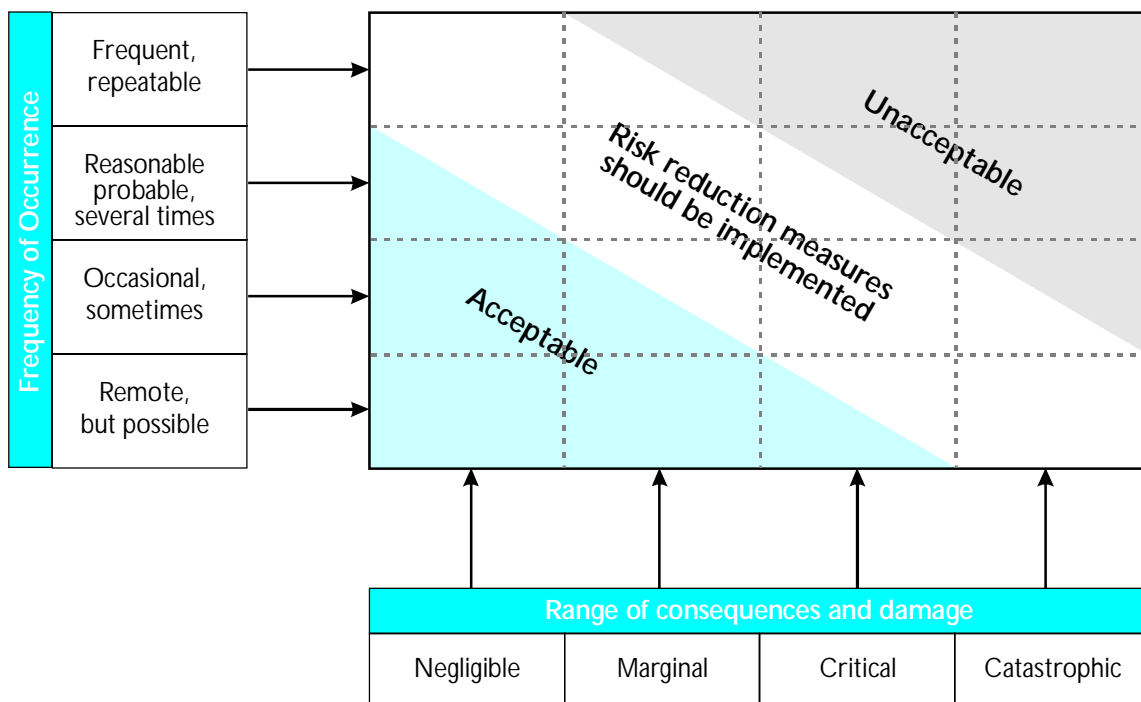 Frequency of Occurrence
Frequent,
repeatable
Reasonable
probable,
several times
Occasional,
sometimes
Remote,
but possible
Unacceptable
Risk reduction measures
should be implemented
Acceptable
Range of consequences and damage
Negligible
Marginal
Critical
Catastrophic